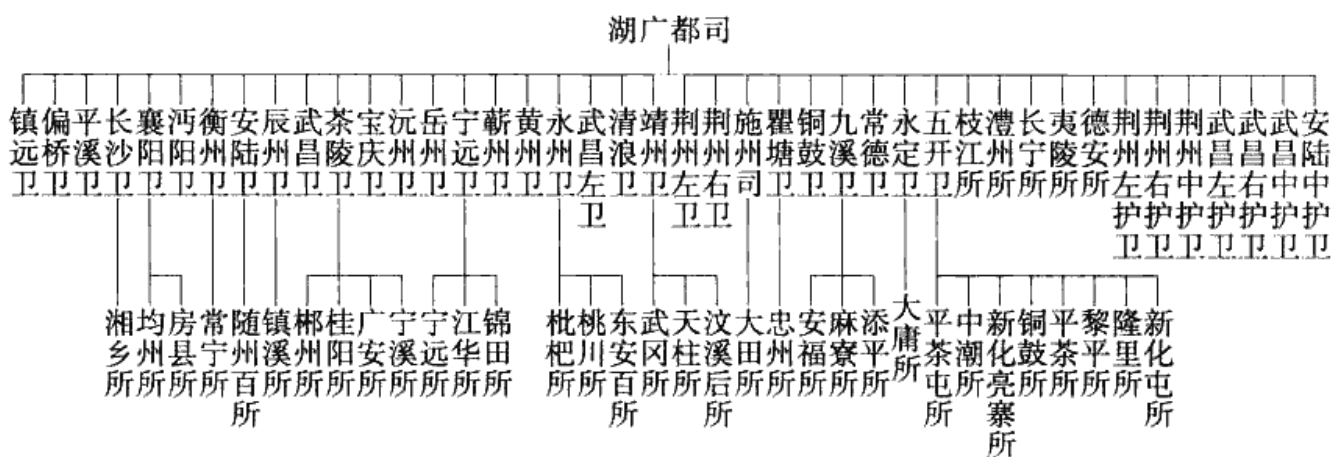 湖广都司
镇远卫
偏桥卫
平溪卫
长沙卫
襄阳卫
沔阳卫
衡州卫
安陆卫
辰州卫
武昌卫
茶陵卫
宝庆卫
沅州卫
岳州卫
宁远卫
蕲州卫
黄州卫
永州卫
武昌左卫
清浪卫
靖州卫
荆州左卫
荆州右卫
施州司
瞿塘卫
铜鼓卫
九溪卫
常德卫
永定卫
五开卫
枝江所
澧州所
长宁所
夷陵所
德安所
荆州左护卫
荆州右护卫
荆州中护卫
武昌左护卫
武昌右护卫
武昌中护卫
安陆中护卫
湘乡所
均州所
房县所
常宁所
随州百所
镇溪所
郴州所
桂阳所
广安所
宁溪所
宁远所
江华所
锦田所
枇杷所
桃川所
东安百所
武冈所
天柱所
汶溪后所
大田所
忠州所
安福所
麻寮所
添平所
大庸所
平茶屯所
中潮所
新化亮寨所
铜鼓所
平茶所
黎平所
隆里所
新化屯所